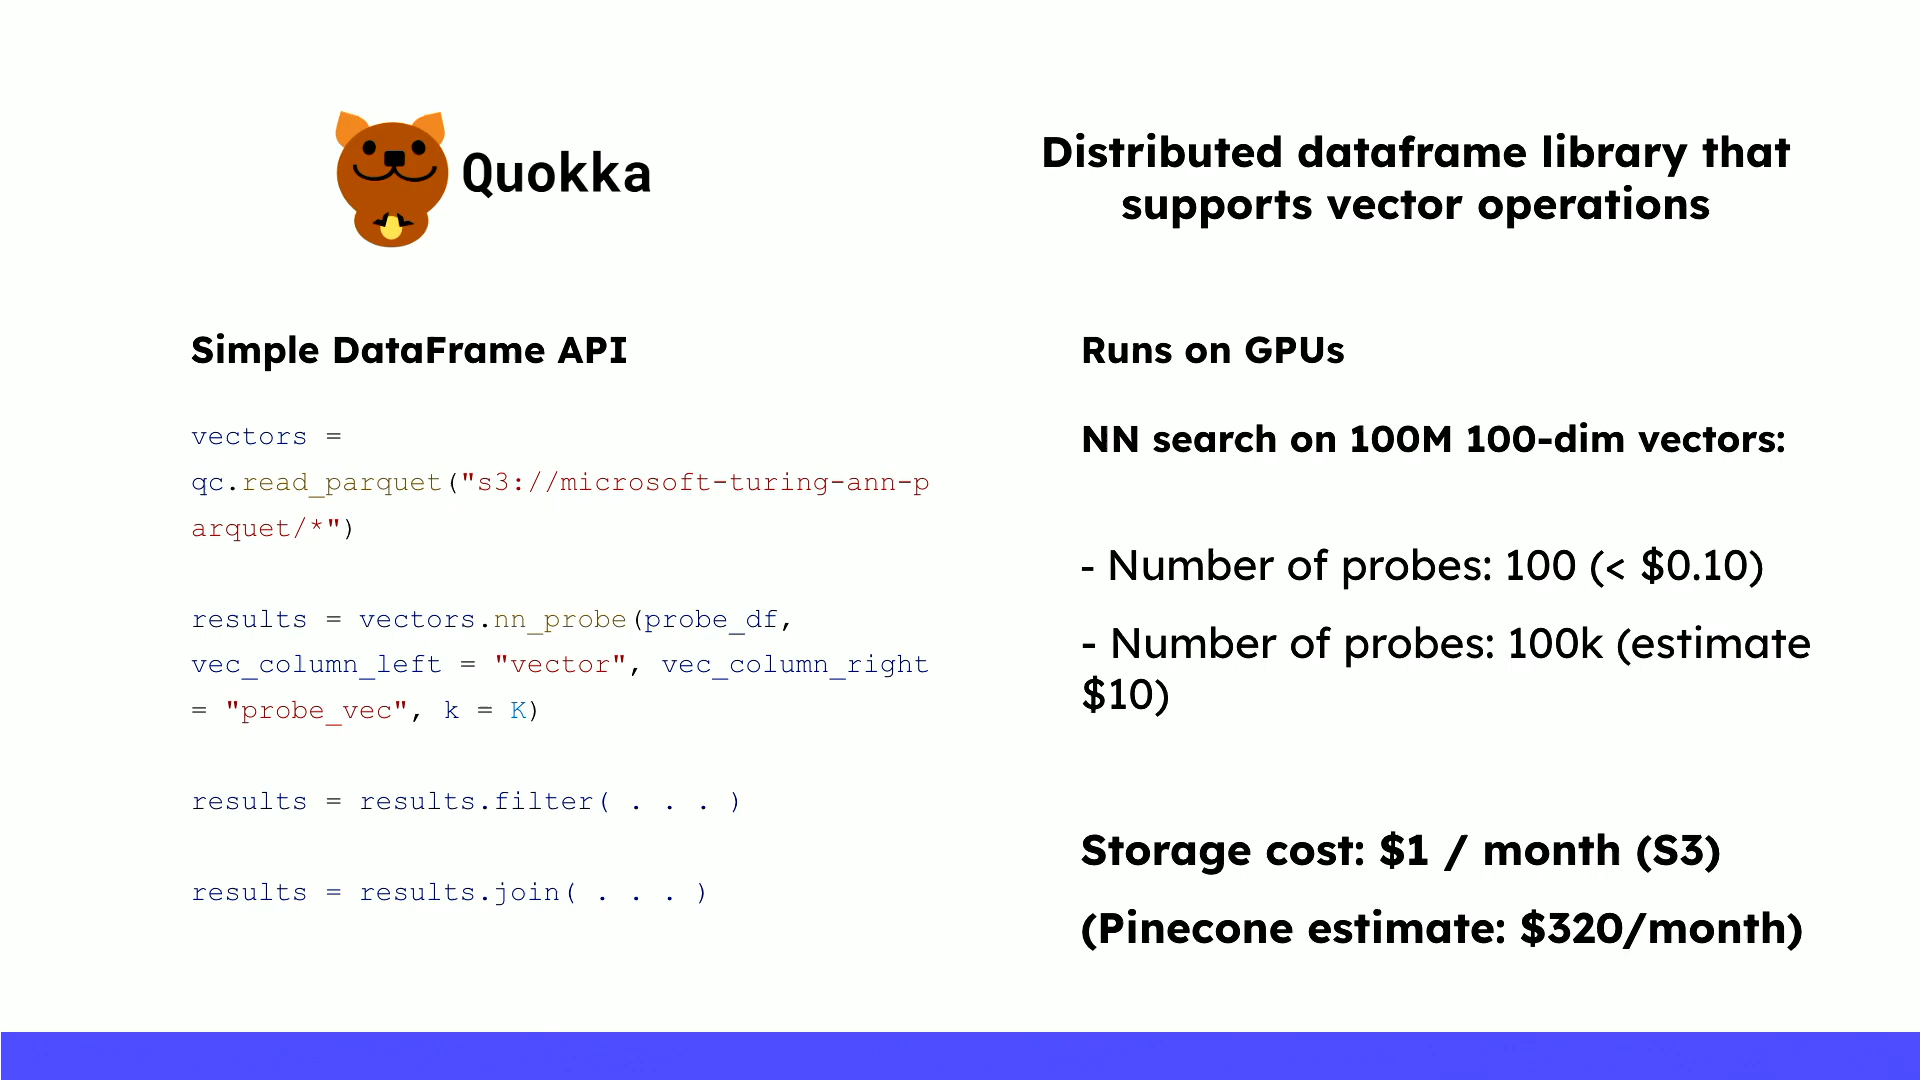 Quokka
Distributed dataframe library that
supports vector operations
Simple DataFrame API
vectors =
qc.read_parquet("s3://microsoft-turing-ann-p
arquet/*")
results = vectors.nn_probe(probe_df,
vec_column_left = "vector", vec_column_right
= "probe_vec", k = K)
results = results.filter( . . . )
results = results.join( . . . )
Runs on GPUs
NN search on 100M 100-dim vectors:
- Number of probes: 100 (< $0.10)
- Number of probes: 100k (estimate
$10)
Storage cost: $1 / month (S3)
(Pinecone estimate: $320/month)